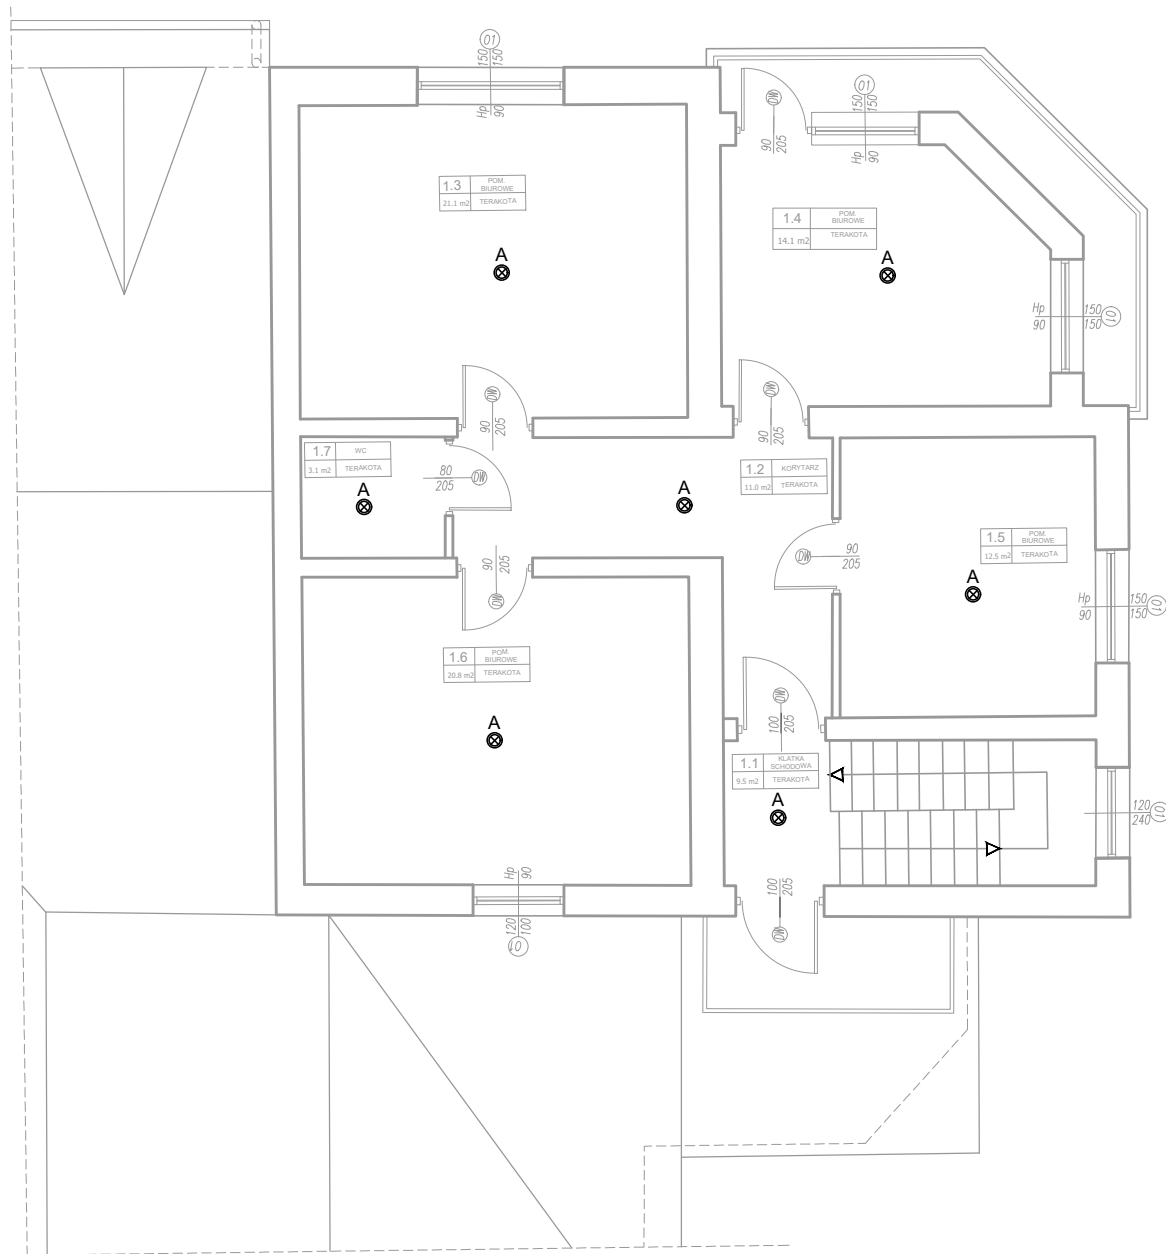 01
150
150
Hp
90
01
150
150
Hp
90
DW
90
205
1.3
POM.
BIUROWE
21.1 m2
TERAKOTA
A
1.4
POM.
BIUROWE
14.1 m2
TERAKOTA
A
Hp
90
150
150
01
DW
90
205
DW
90
205
1.7
WC
3.1 m2
TERAKOTA
A
80
205
DW
A
1.2
KORYTARZ
11.0 m2
TERAKOTA
DW
90
205
1.5
POM.
BIUROWE
12.5 m2
TERAKOTA
A
Hp
90
150
150
01
90
205
DW
1.6
POM.
BIUROWE
20.8 m2
TERAKOTA
A
DW
100
205
1.1
KLATKA
SCHODOWA
9.5 m2
TERAKOTA
A
120
240
01
Hp
90
120
100
01
100
205
DW